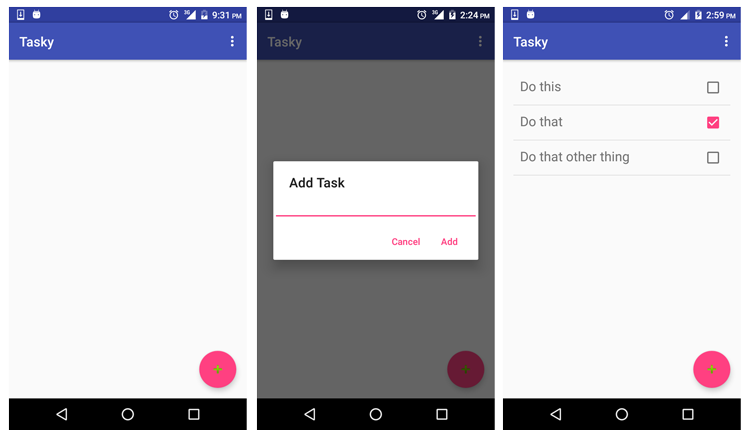 3G 9:31 PM
Tasky
3G 2:24 PM
Tasky
Add Task
Cancel Add
2:59 PM
Tasky
Do this
Do that
Do that other thing